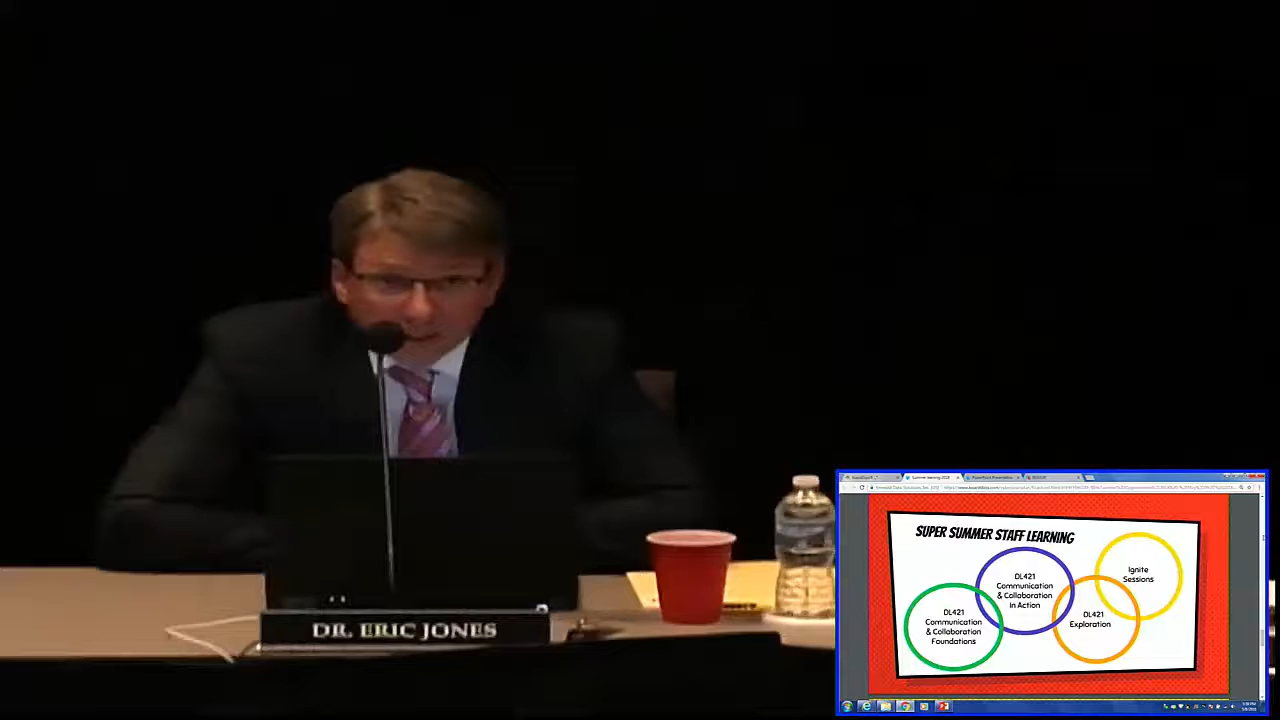 DR. ERIC JONES
SUPER SUMMER STAFF LEARNING
DL421
Communication
& Collaboration
Foundations
DL421
Communication
& Collaboration
in Action
DL421
Exploration
Ignite
Sessions